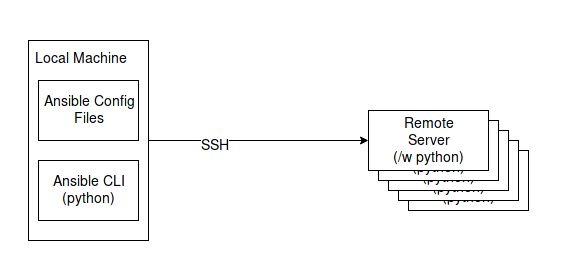 Local Machine
Ansible Config
Files
Ansible CLI
(python)
SSH
Remote
Server
(/w python)